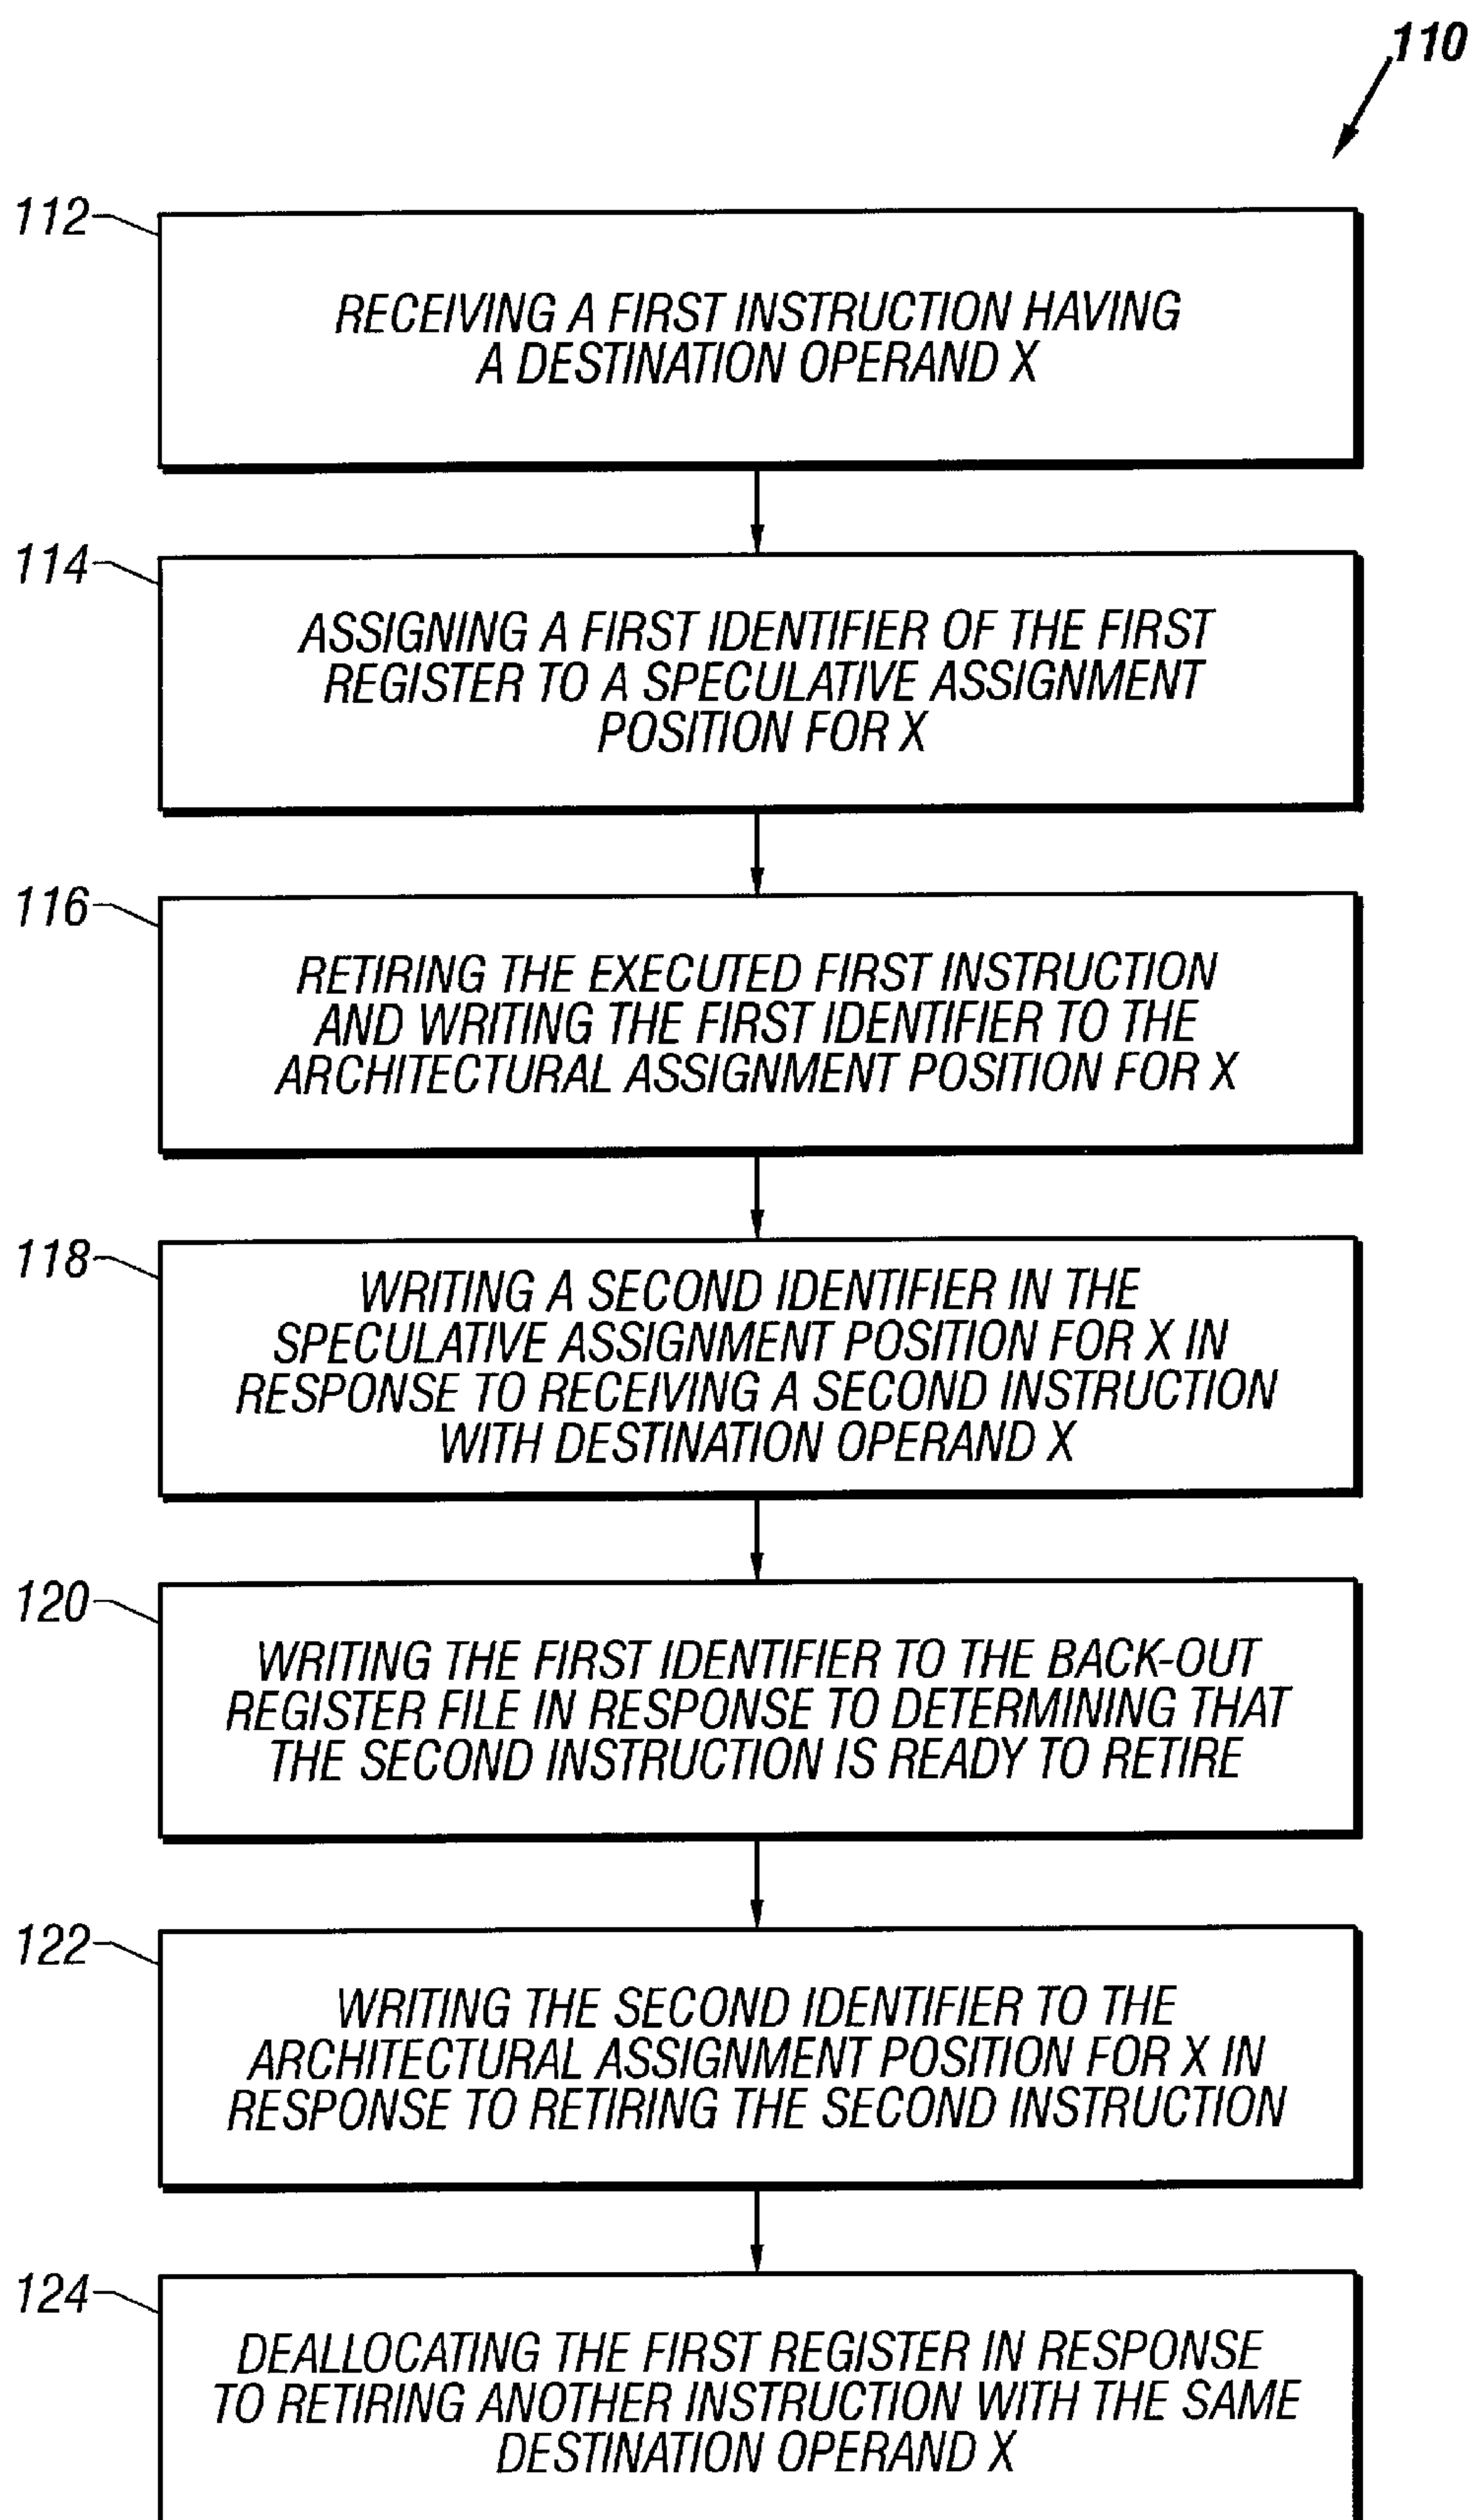 110
112
RECEIVING A FIRST INSTRUCTION HAVING
A DESTINATION OPERAND X
114
ASSIGNING A FIRST IDENTIFIER OF THE FIRST
REGISTER TO A SPECULATIVE ASSIGNMENT
POSITION FOR X
116
RETIRING THE EXECUTED FIRST INSTRUCTION
AND WRITING THE FIRST IDENTIFIER TO THE
ARCHITECTURAL ASSIGNMENT POSITION FOR X
118
WRITING A SECOND IDENTIFIER IN THE
SPECULATIVE ASSIGNMENT POSITION FOR X IN
RESPONSE TO RECEIVING A SECOND INSTRUCTION
WITH DESTINATION OPERAND X
120
WRITING THE FIRST IDENTIFIER TO THE BACK-OUT
REGISTER FILE IN RESPONSE TO DETERMINING THAT
THE SECOND INSTRUCTION IS READY TO RETIRE
122
WRITING THE SECOND IDENTIFIER TO THE
ARCHITECTURAL ASSIGNMENT POSITION FOR X IN
RESPONSE TO RETIRING THE SECOND INSTRUCTION
124
DEALLOCATING THE FIRST REGISTER IN RESPONSE
TO RETIRING ANOTHER INSTRUCTION WITH THE SAME
DESTINATION OPERAND X